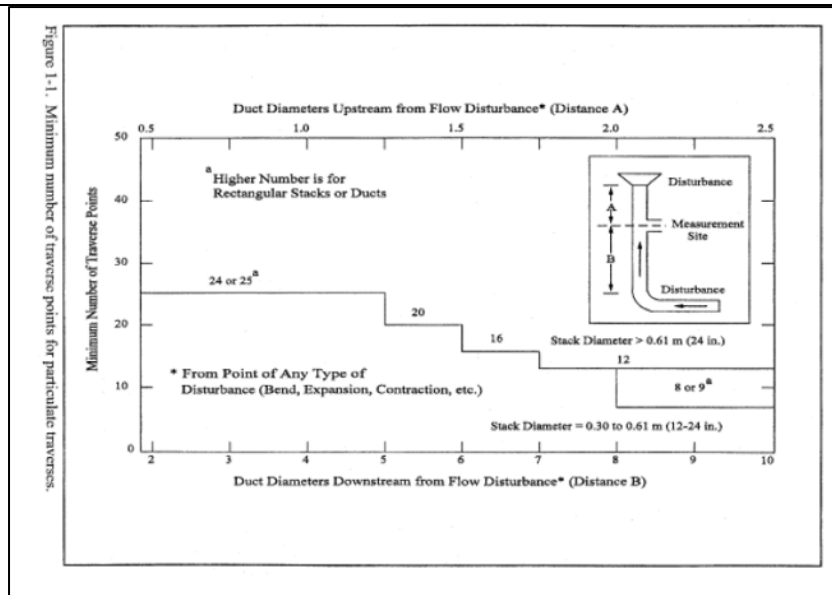 Figure 1-1. Minimum number of traverse points for particulate traverses.
Duct Diameters Upstream from Flow Disturbance* (Distance A)
0.5 1.0 1.5 2.0 2.5
50
40
30
20
10
0
Minimum Number of Traverse Points
a Higher Number is for
Rectangular Stacks or Ducts
Disturbance
A
Measurement
Site
B
Disturbance
24 or 25 a
20
16
Stack Diameter > 0.61 m (24 in.)
12
* From Point of Any Type of
Disturbance (Bend, Expansion, Contraction, etc.)
8 or 9 a
Stack Diameter = 0.30 to 0.61 m (12-24 in.)
2 3 4 5 6 7 8 9 10
Duct Diameters Downstream from Flow Disturbance* (Distance B)